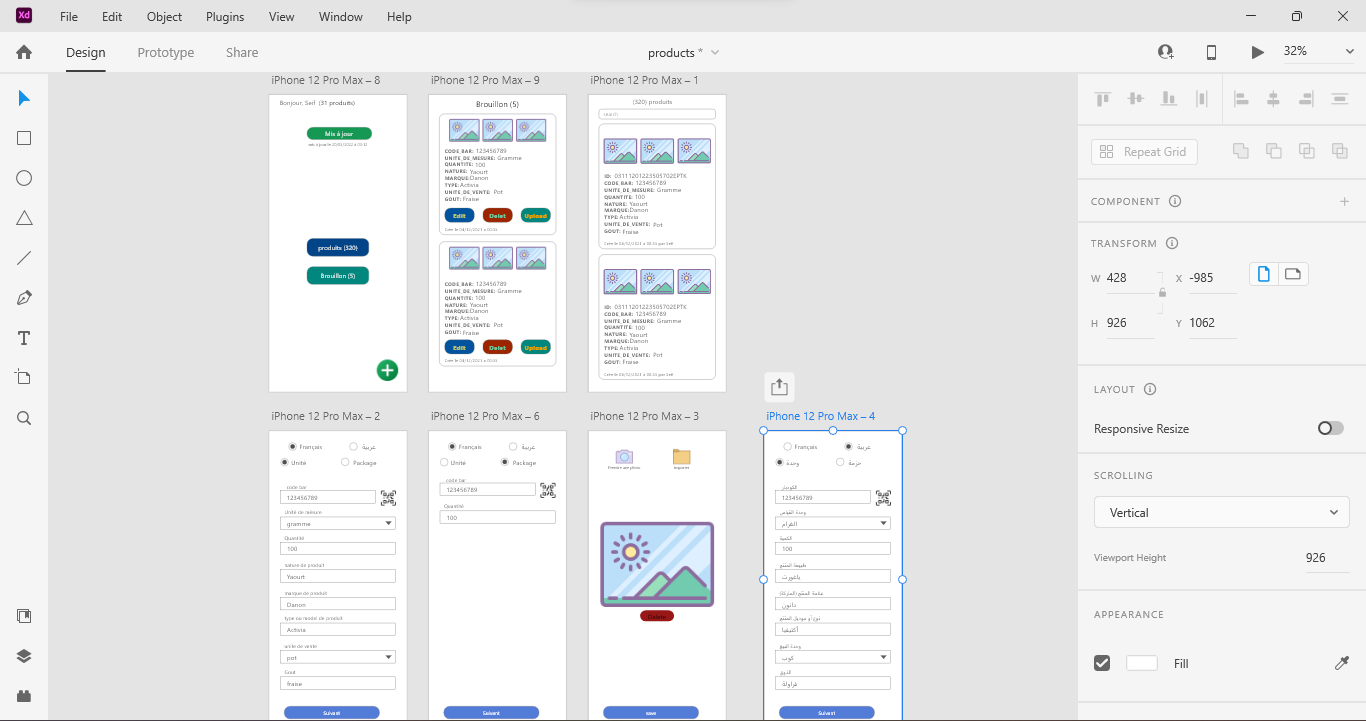 Xd File Edit Object Plugins View Window Help
Design Prototype Share
products *
32%
iPhone 12 Pro Max – 8
Bonjour, Seif (31 produits)
Mis à jour
produits (320)
Brouillon (5)
iPhone 12 Pro Max – 9
Brouillon (5)
CODE_BAR: 123456789
UNITE_DE_MESURE: Gramme
QUANTITE: 100
NATURE: Yaourt
MARQUE:Danon
TYPE: Activia
UNITE_DE_VENTE: Pot
GOUT: Fraise
Edit Delet Upload
CODE_BAR: 123456789
UNITE_DE_MESURE: Gramme
QUANTITE: 100
NATURE: Yaourt
MARQUE:Danon
TYPE: Activia
UNITE_DE_VENTE: Pot
GOUT: Fraise
Edit Delet Upload
iPhone 12 Pro Max – 1
(320) produits
search
ID: 03111201223505702EPTK
CODE_BAR: 123456789
UNITE_DE_MESURE: Gramme
QUANTITE: 100
NATURE: Yaourt
MARQUE:Danon
TYPE: Activia
UNITE_DE_VENTE: Pot
GOUT: Fraise
ID: 03111201223505702EPTK
CODE_BAR: 123456789
UNITE_DE_MESURE: Gramme
QUANTITE: 100
NATURE: Yaourt
MARQUE:Danon
TYPE: Activia
UNITE_DE_VENTE: Pot
GOUT: Fraise
iPhone 12 Pro Max – 2
Français عربية
Unité Package
code bar
123456789
Unité de mesure
gramme
Quantité
100
nature de produit
Yaourt
marque de produit
Danon
type ou model de produit
Activia
unite de vente
pot
Gout
fraise
Suivant
iPhone 12 Pro Max – 6
Français عربية
Unité Package
code bar
123456789
Quantité
100
Suivant
iPhone 12 Pro Max – 3
importer
Delete
save
iPhone 12 Pro Max – 4
Français عربية
وحدة حزمة
الكودبار
123456789
وحدة القياس
الغرام
الكمية
100
طبيعة المنتج
ياغورت
علامة المنتج (الماركة)
دانون
نوع أو موديل المنتج
أكتيفيا
وحدة البيع
كوب
الذوق
فراولة
Suivant
Repeat Grid
COMPONENT
TRANSFORM
W 428 X -985
H 926 Y 1062
LAYOUT
Responsive Resize
SCROLLING
Vertical
Viewport Height 926
APPEARANCE
Fill